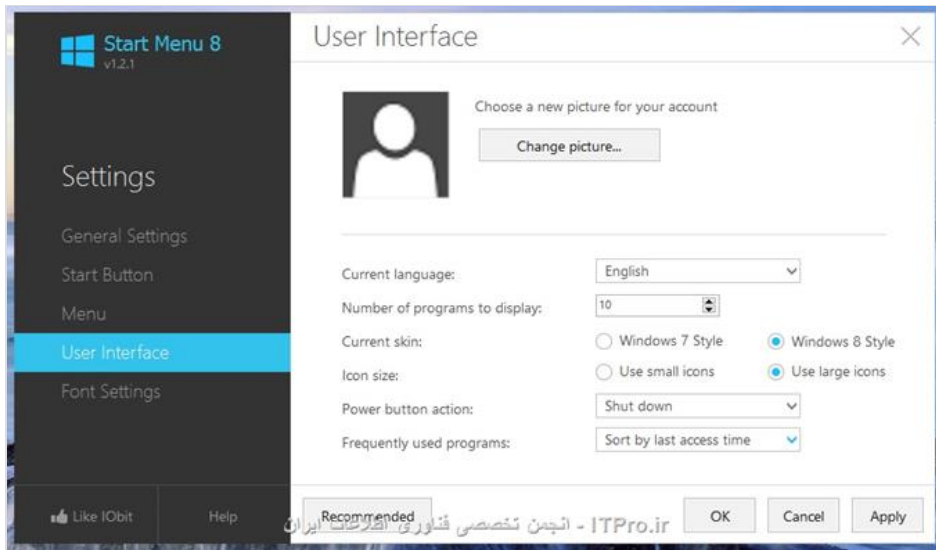 Start Menu 8
v1.2.1
Settings
General Settings
Start Button
Menu
User Interface
Font Settings
Like IObit
Help
User Interface
Choose a new picture for your account
Change picture...
Current language: English
Number of programs to display: 10
Current skin: Windows 7 Style Windows 8 Style
Icon size: Use small icons Use large icons
Power button action: Shut down
Frequently used programs: Sort by last access time
Recommended OK Cancel Apply
ITPro.ir - انجمن تخصصی فناوری اطلاعات ایران